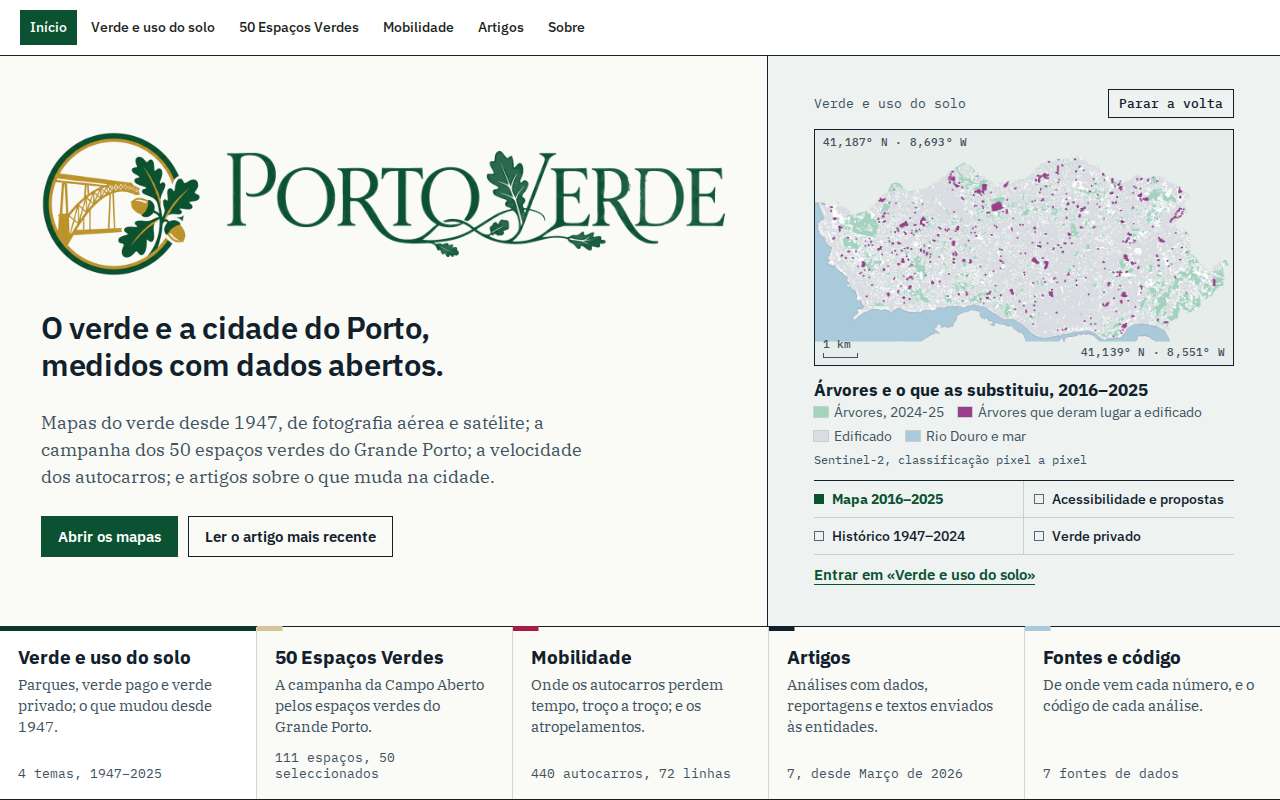 Início
Verde e uso do solo
50 Espaços Verdes
Mobilidade
Artigos
Sobre
PORTO VERDE
O verde e a cidade do Porto,
medidos com dados abertos.
Mapas do verde desde 1947, de fotografia aérea e satélite; a
campanha dos 50 espaços verdes do Grande Porto; a velocidade
dos autocarros; e artigos sobre o que muda na cidade.
Abrir os mapas
Ler o artigo mais recente
Verde e uso do solo
Parar a volta
41,187° N · 8,693° W
1 km
41,139° N · 8,551° W
Árvores e o que as substituiu, 2016–2025
Árvores, 2024-25
Árvores que deram lugar a edificado
Edificado
Rio Douro e mar
Sentinel-2, classificação pixel a pixel
Mapa 2016–2025
Acessibilidade e propostas
Histórico 1947–2024
Verde privado
Entrar em «Verde e uso do solo»
Verde e uso do solo
Parques, verde pago e verde
privado; o que mudou desde
1947.
4 temas, 1947–2025
50 Espaços Verdes
A campanha da Campo Aberto
pelos espaços verdes do
Grande Porto.
111 espaços, 50
seleccionados
Mobilidade
Onde os autocarros perdem
tempo, troço a troço; e os
atropelamentos.
440 autocarros, 72 linhas
Artigos
Análises com dados,
reportagens e textos enviados
às entidades.
7, desde Março de 2026
Fontes e código
De onde vem cada número, e o
código de cada análise.
7 fontes de dados